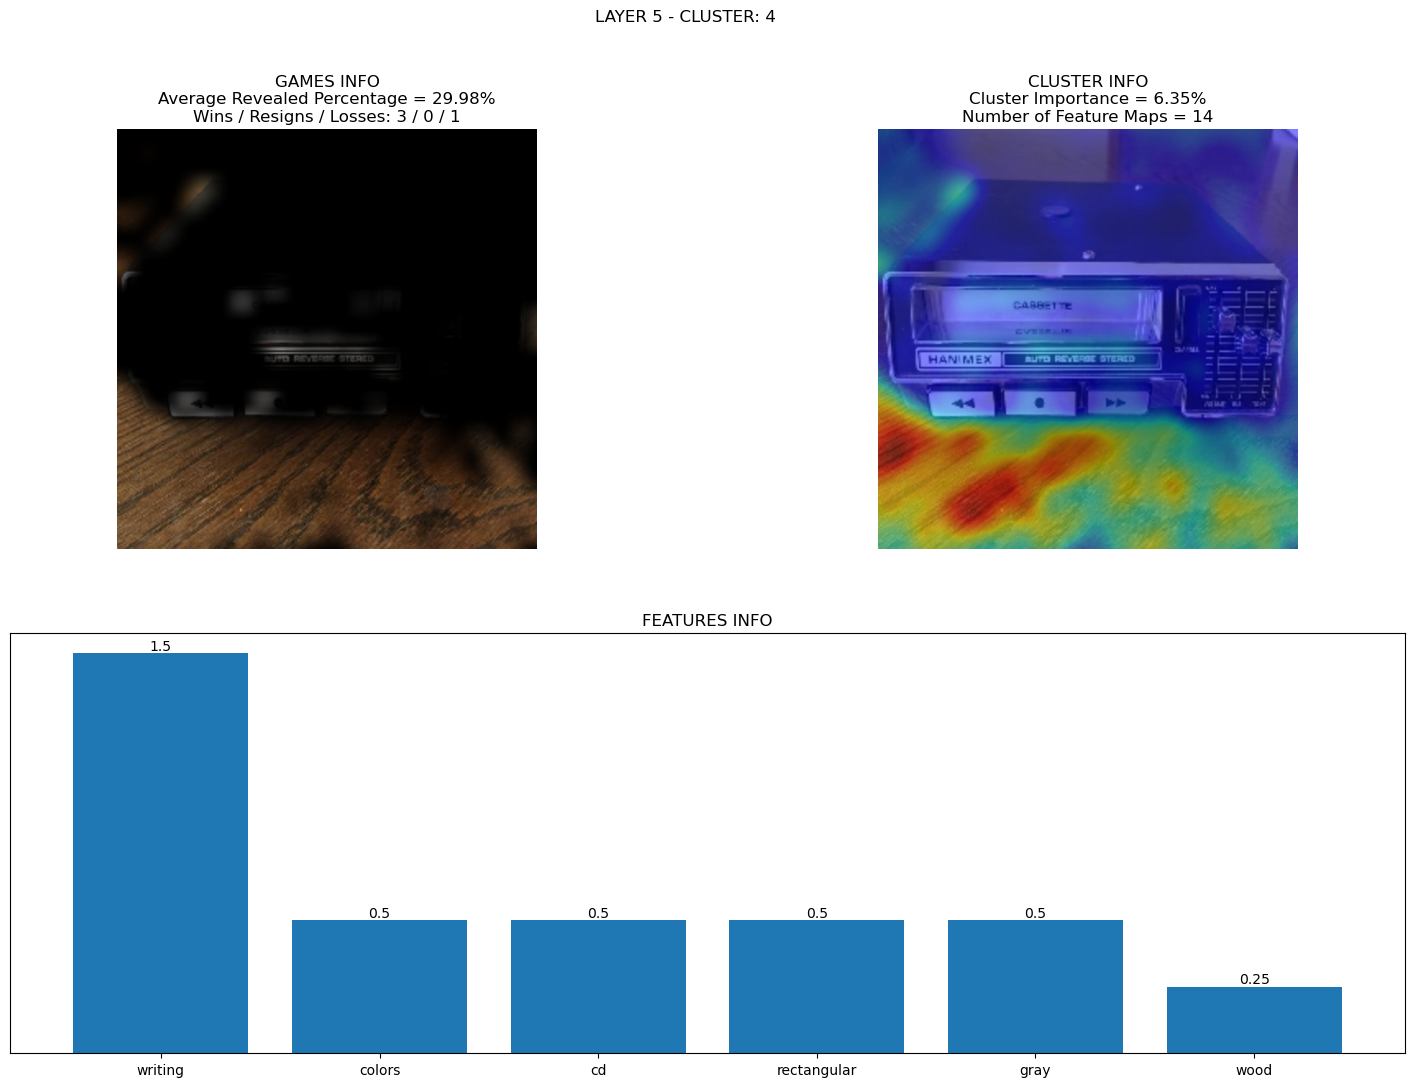 LAYER 5 - CLUSTER: 4
GAMES INFO
Average Revealed Percentage = 29.98%
Wins / Resigns / Losses: 3 / 0 / 1
CLUSTER INFO
Cluster Importance = 6.35%
Number of Feature Maps = 14
AUTO REVERSE STEREO
CASSETTE
HANIMEX
AUTO REVERSE STEREO
FEATURES INFO
1.5
0.5
0.5
0.5
0.5
0.25
writing
colors
cd
rectangular
gray
wood